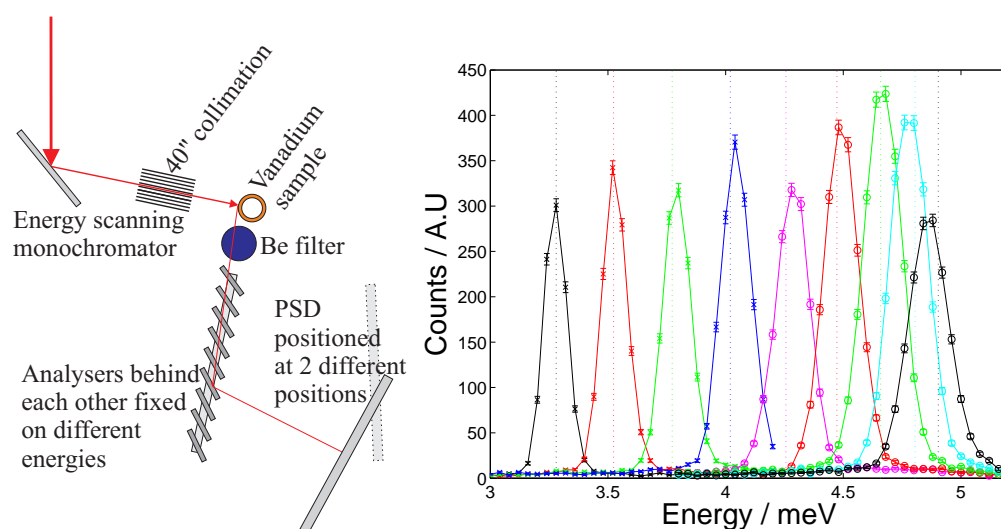 40" collimation
Vanadium
sample
Energy scanning
monochromator
Be filter
PSD
positioned
at 2 different
positions
Analysers behind
each other fixed
on different
energies
450
400
350
300
250
200
150
100
50
0
Counts / A.U
3
3.5
4
4.5
5
Energy / meV